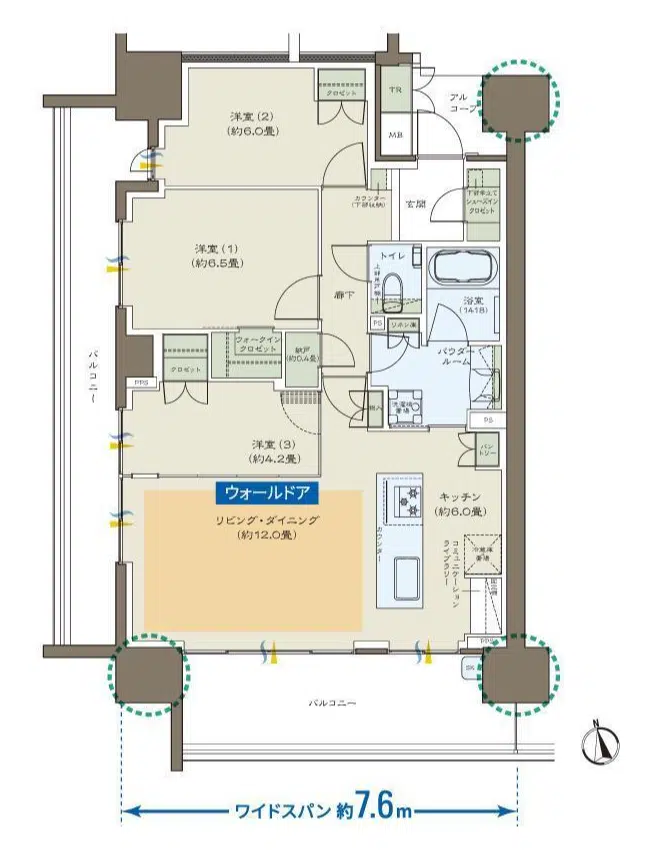 洋室(2)
(約6.0畳)
クロゼット
TR
MB
アル
コーブ
カウンター
(下部収納)
玄関
下部そだて
シューズイン
クロゼット
洋室(1)
(約6.5畳)
トイレ
廊下
浴室
(1418)
PS
リネン庫
パウダー
ルーム
ウォークイン
クロゼット
納戸
(約0.4畳)
クロゼット
PPS
物入
洗濯機
置場
PS
洋室(3)
(約4.2畳)
パン
トリー
ウォールドア
リビング・ダイニング
(約12.0畳)
キッチン
(約6.0畳)
カウンター
冷蔵庫
置場
コミュニケーション
ライブラリー
PPS
SK
バルコニー
バルコニー
N
ワイドスパン 約7.6m